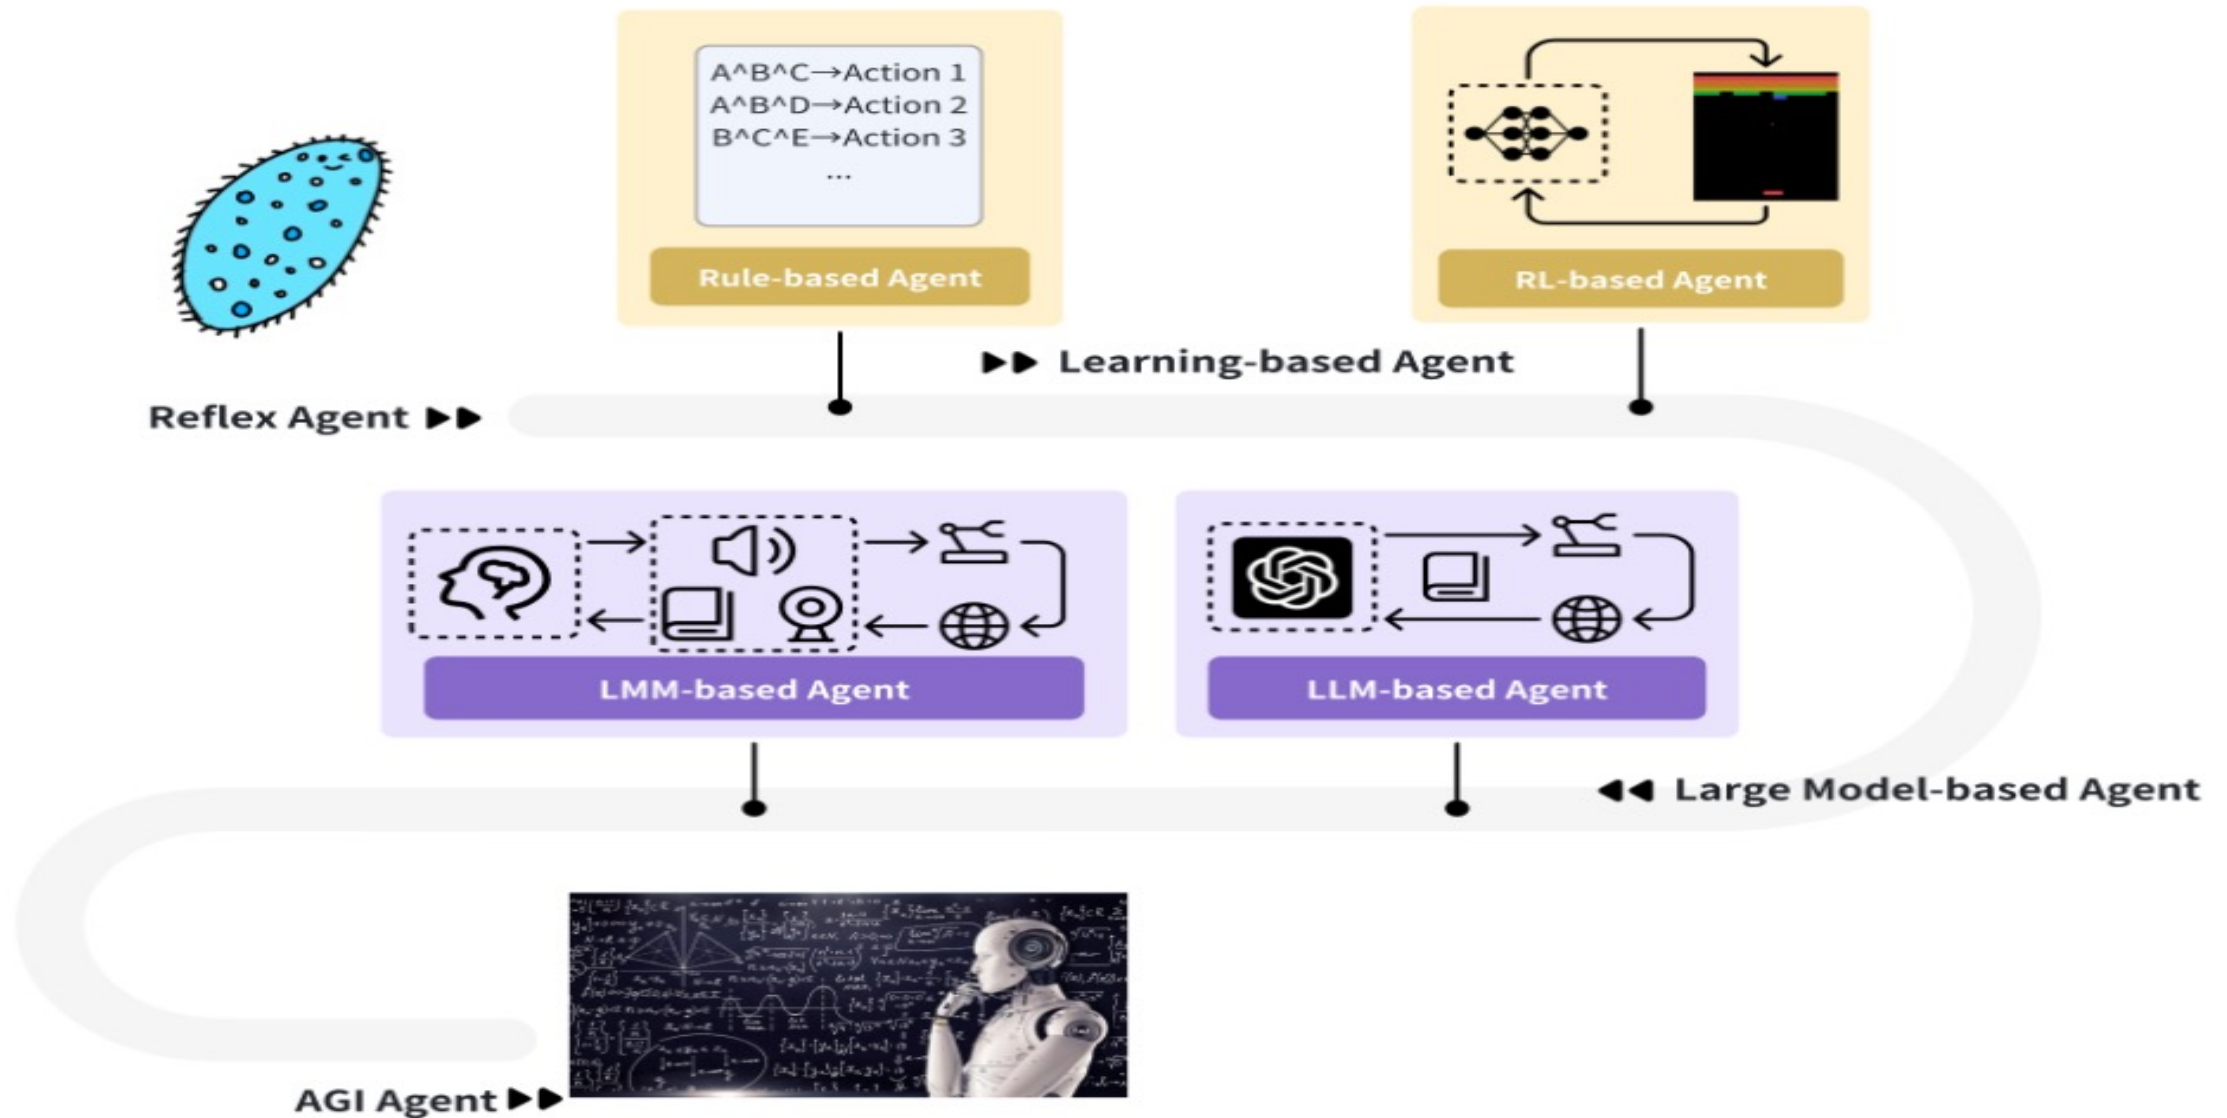 A^B^C→Action 1
A^B^D→Action 2
B^C^E→Action 3
...
Rule-based Agent
RL-based Agent
Learning-based Agent
Reflex Agent
LMM-based Agent
LLM-based Agent
Large Model-based Agent
AGI Agent